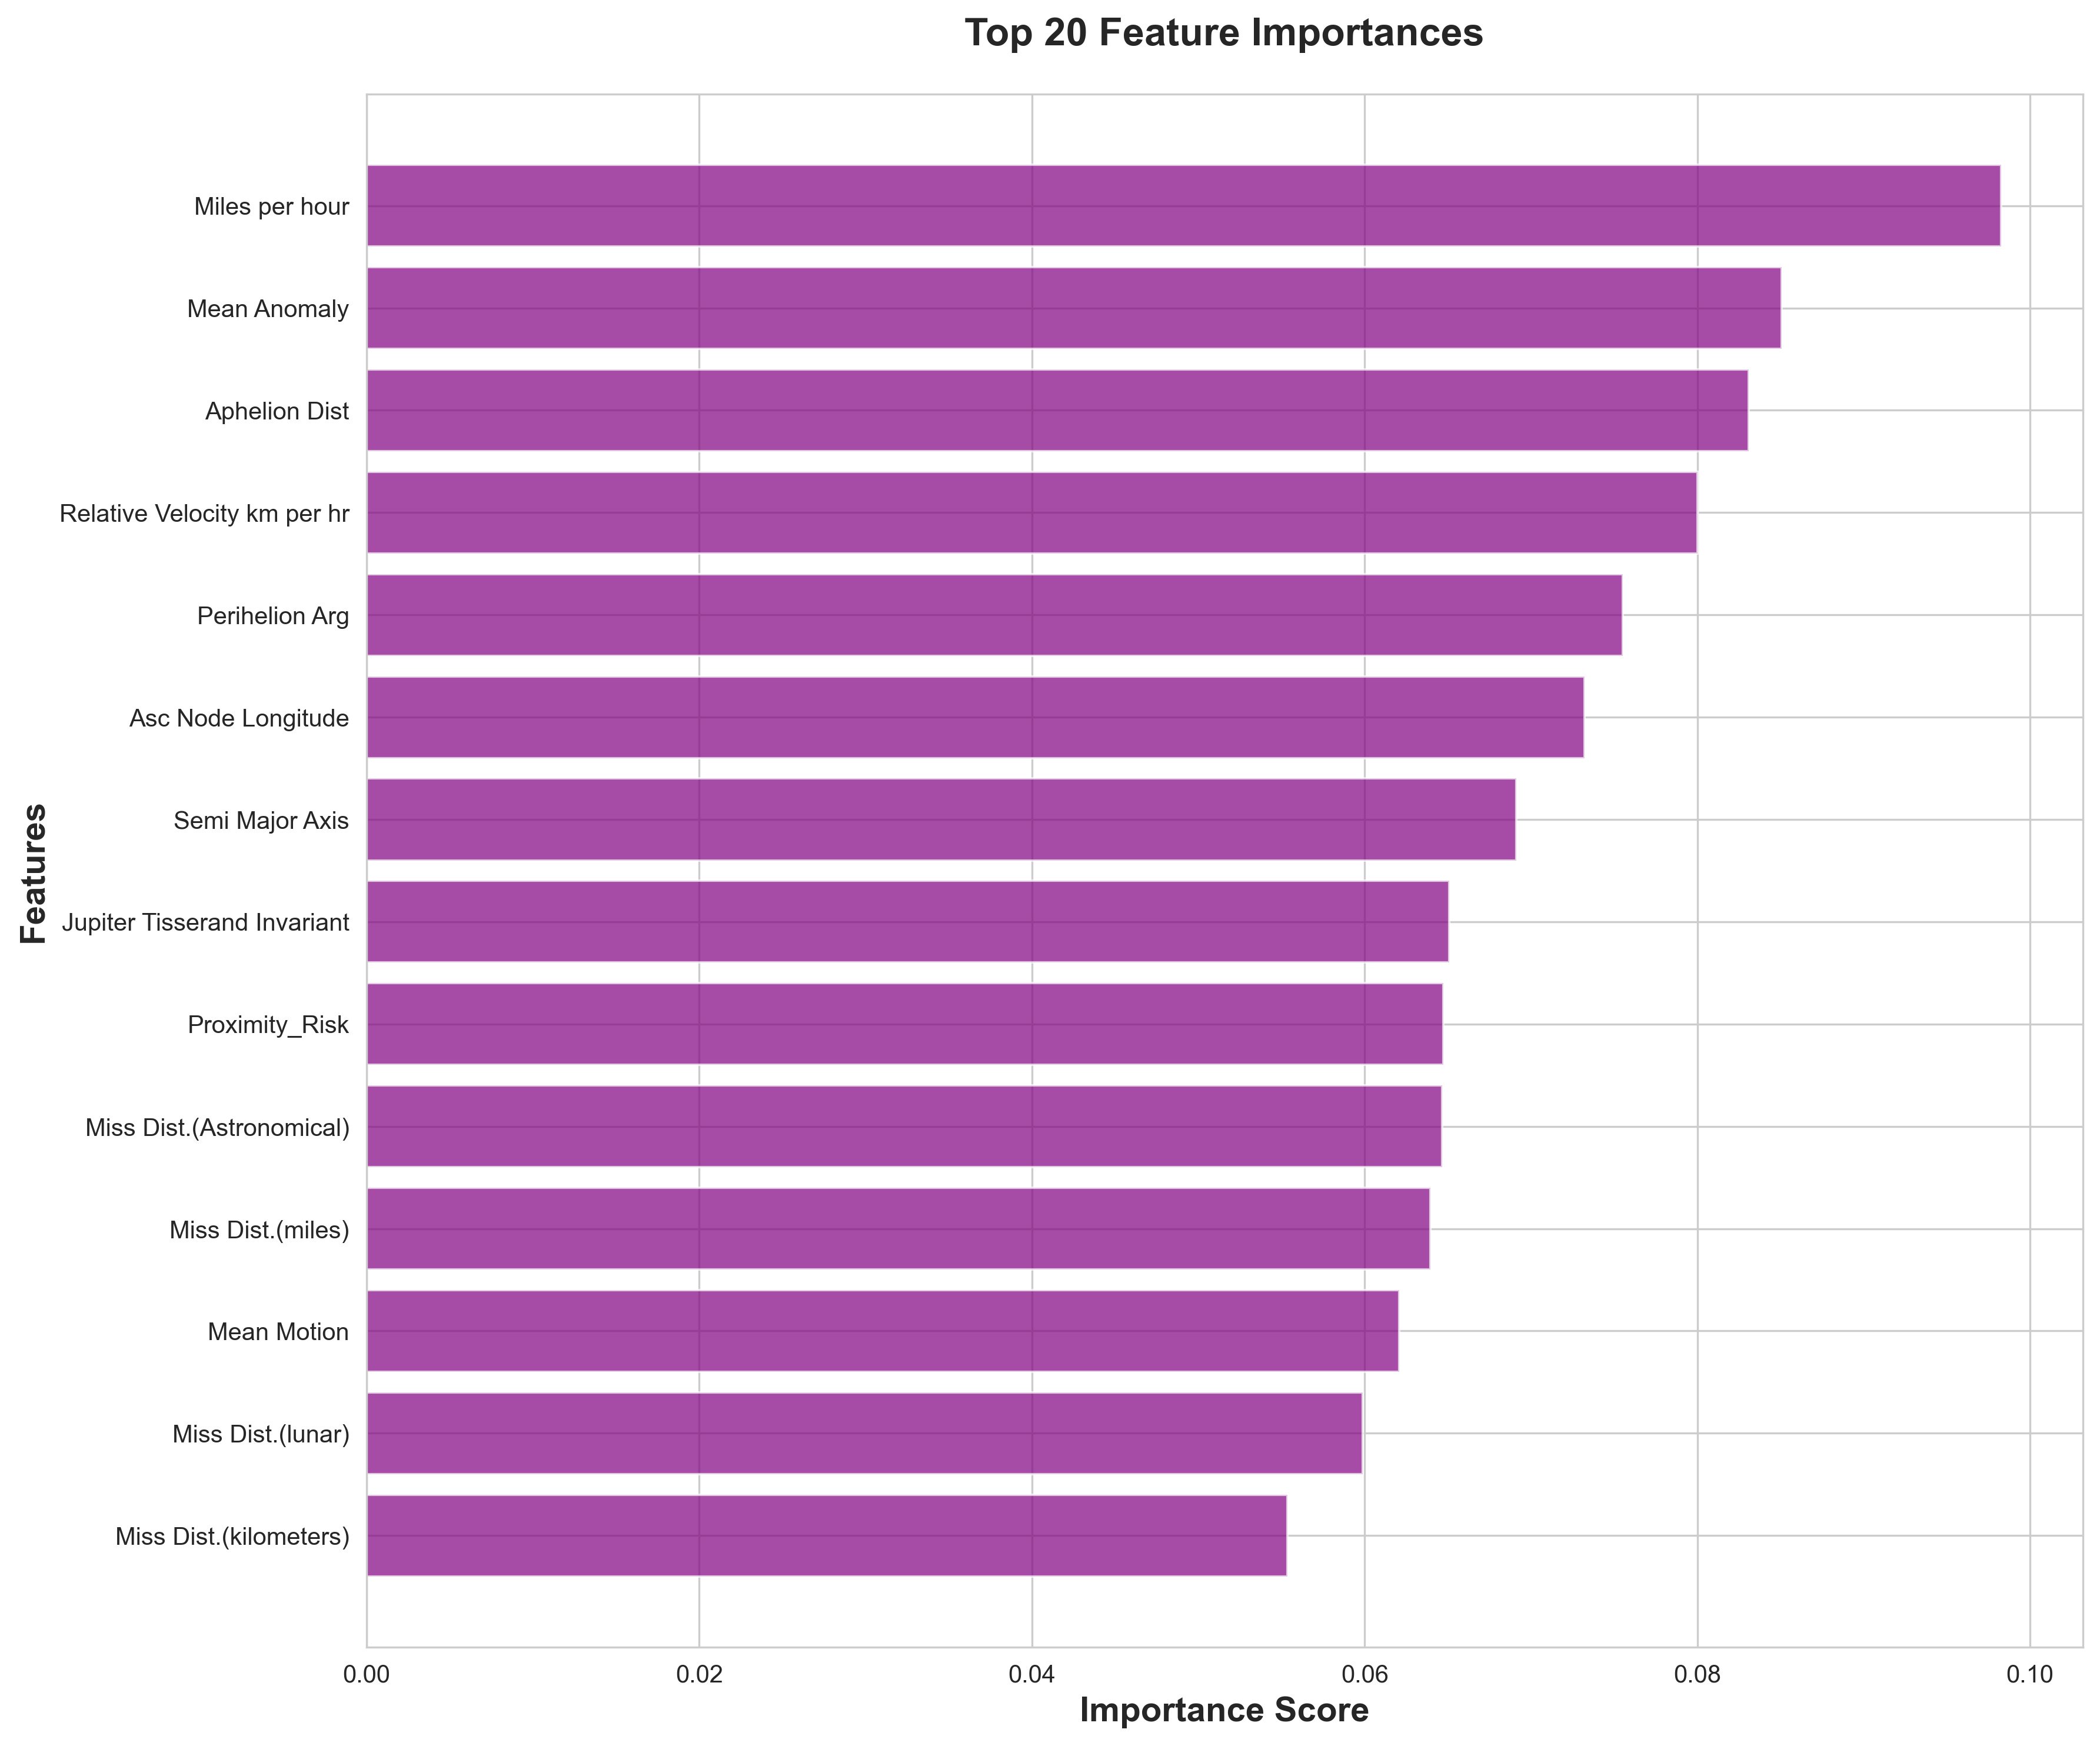 Top 20 Feature Importances
Features
Miles per hour
Mean Anomaly
Aphelion Dist
Relative Velocity km per hr
Perihelion Arg
Asc Node Longitude
Semi Major Axis
Jupiter Tisserand Invariant
Proximity_Risk
Miss Dist.(Astronomical)
Miss Dist.(miles)
Mean Motion
Miss Dist.(lunar)
Miss Dist.(kilometers)
0.00 0.02 0.04 0.06 0.08 0.10
Importance Score